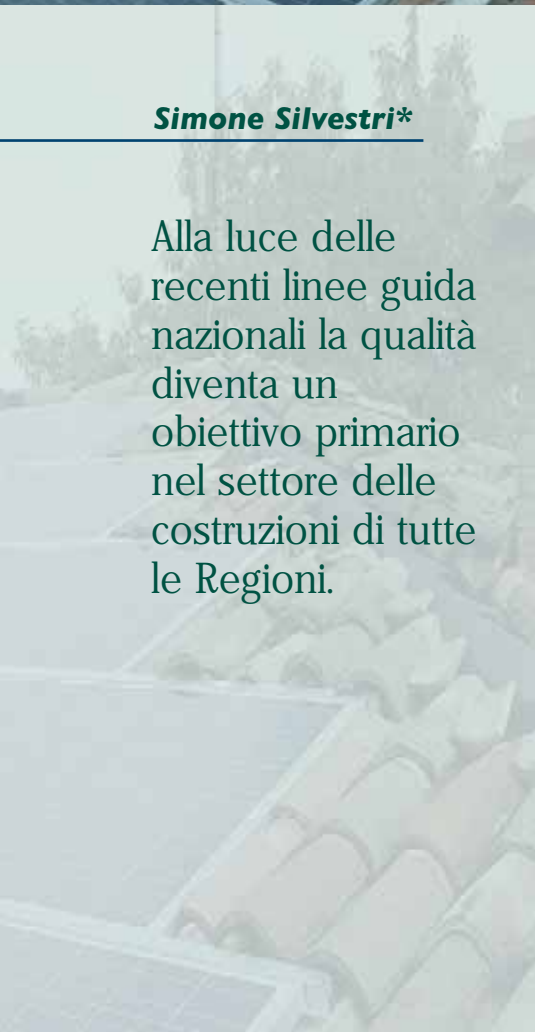 Simone Silvestri*
Alla luce delle
recenti linee guida
nazionali la qualità
diventa un
obiettivo primario
nel settore delle
costruzioni di tutte
le Regioni.